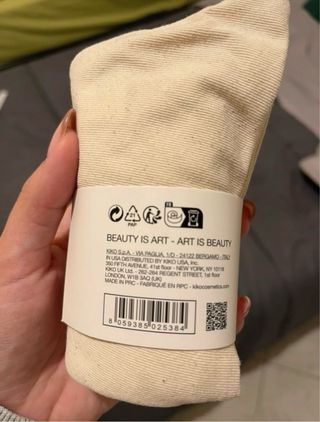 21
PAP
BEAUTY IS ART - ART IS BEAUTY
KIKO S.p.A. - VIA PAGLIA, 1/D - 24122 BERGAMO - ITALY
IN USA DISTRIBUTED BY KIKO USA, Inc.
350 FIFTH AVENUE, 41st floor - NEW YORK, NY 10118
KIKO UK Ltd. - 262-264 REGENT STREET, 1st floor
LONDON, W1B 3AQ (UK)
MADE IN PRC - FABRIQUÉ EN RPC - kikocosmetics.com
8 059385 025384